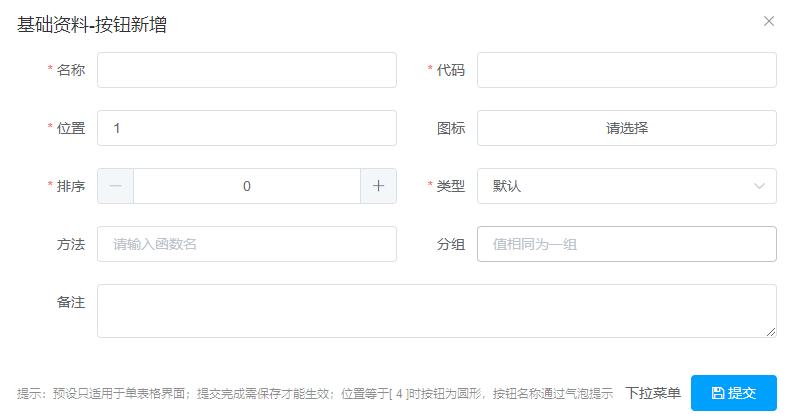 基础资料-按钮新增
* 名称
* 代码
* 位置 1
图标 请选择
* 排序 0
* 类型 默认
方法 请输入函数名
分组 值相同为一组
备注
提示：预设只适用于单表格界面；提交完成需保存才能生效；位置等于[ 4 ]时按钮为圆形，按钮名称通过气泡提示 下拉菜单 提交